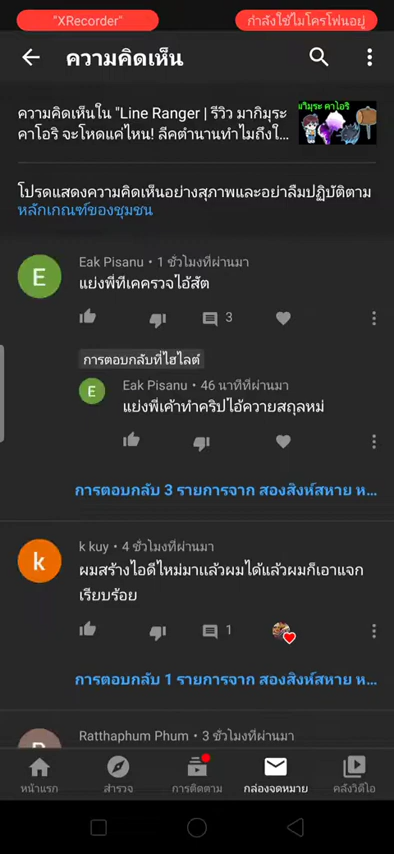 "XRecorder"
กำลังใช้ไมโครโฟนอยู่
ความคิดเห็น
ความคิดเห็นใน "Line Ranger | รีวิว มากิมุระ
คาโอริ จะโหดแค่ไหน! ลีคตำนานทำไมถึงใ...
มากิมุระ คาโอริ
โปรดแสดงความคิดเห็นอย่างสุภาพและอย่าลืมปฏิบัติตาม
หลักเกณฑ์ของชุมชน
E
Eak Pisanu • 1 ชั่วโมงที่ผ่านมา
แย่งพี่ทีเคครวจไอ้สัต
3
การตอบกลับที่ไฮไลต์
E
Eak Pisanu • 46 นาทีที่ผ่านมา
แย่งพี่เค้าทำคริปไอ้ควายสถุลหม่
การตอบกลับ 3 รายการจาก สองสิงห์สหาย ห...
k
k kuy • 4 ชั่วโมงที่ผ่านมา
ผมสร้างไอดีใหม่มาแล้วผมได้แล้วผมก็เอาแจก
เรียบร้อย
1
การตอบกลับ 1 รายการจาก สองสิงห์สหาย ห...
Ratthaphum Phum • 3 ชั่วโมงที่ผ่านมา
หน้าแรก
สำรวจ
การติดตาม
กล่องจดหมาย
คลังวิดีโอ